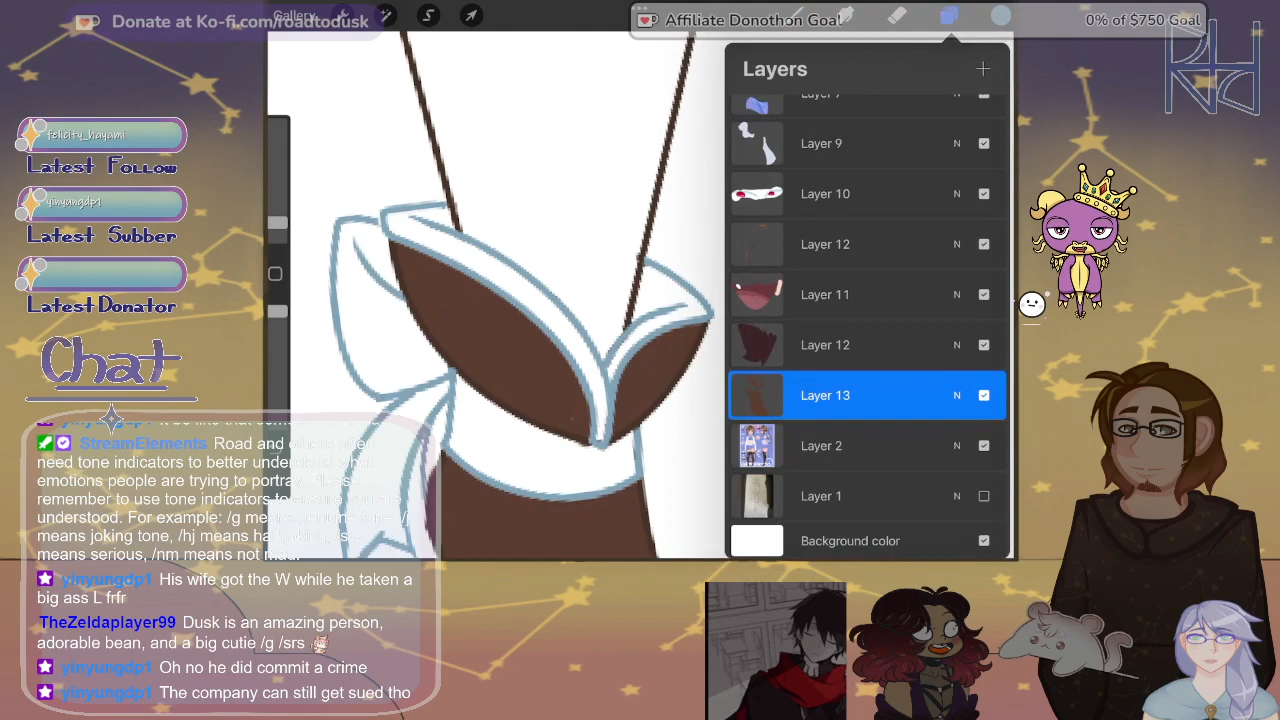 Donate at Ko-fi.com/roadtodusk
Gallery
Affiliate Donothon Goal
0% of $750 Goal
felicity_hayami
Latest Follow
yinyungdp1
Latest Subber
Latest Donator
Chat
StreamElements Road and
need tone indicators to better
emotions people are trying to
remember to use tone indicators to
understood. For example: /g
means joking tone, /hj means
means serious, /nm means not
yinyungdp1 His wife got the W while he taken a
big ass L frfr
TheZeldaplayer99 Dusk is an amazing person,
adorable bean, and a big cutie /g /srs
yinyungdp1 Oh no he did commit a crime
yinyungdp1 The company can still get sued tho
Layers
Layer 9 N
Layer 10 N
Layer 12 N
Layer 11 N
Layer 12 N
Layer 13 N
Layer 2 N
Layer 1 N
Background color